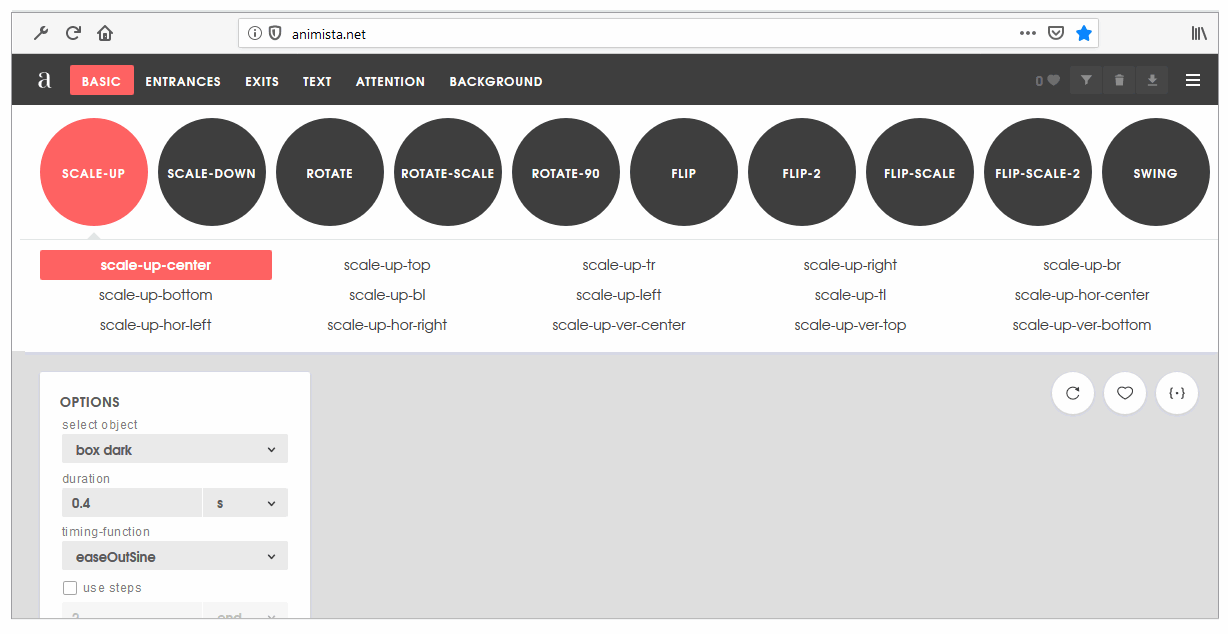 animista.net
a BASIC ENTRANCES EXITS TEXT ATTENTION BACKGROUND 0
SCALE-UP SCALE-DOWN ROTATE ROTATE-SCALE ROTATE-90 FLIP FLIP-2 FLIP-SCALE FLIP-SCALE-2 SWING
scale-up-center scale-up-top scale-up-tr scale-up-right scale-up-br
scale-up-bottom scale-up-bl scale-up-left scale-up-tl scale-up-hor-center
scale-up-hor-left scale-up-hor-right scale-up-ver-center scale-up-ver-top scale-up-ver-bottom
OPTIONS
select object
box dark
duration
0.4 s
timing-function
easeOutSine
use steps
2 end